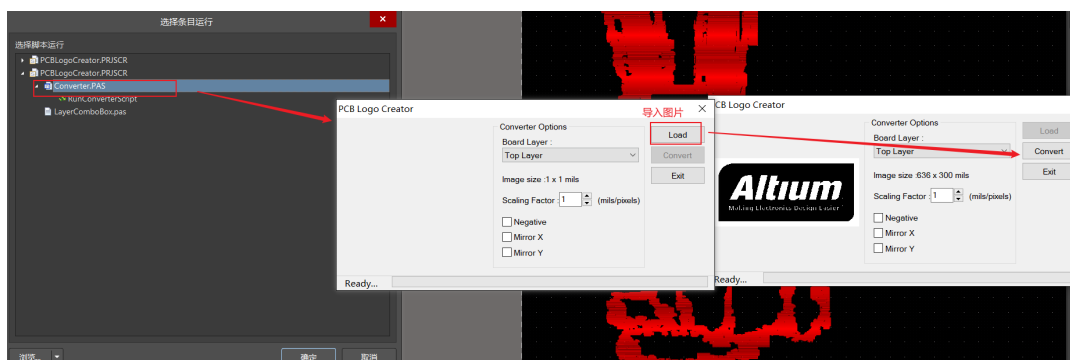 选择条目运行
选择脚本运行
PCBLogoCreator.PRJSCR
PCBLogoCreator.PRJSCR
Converter.PAS
RunConverterScript
LayerComboBox.pas
浏览...
确定
取消
PCB Logo Creator
导入图片
Converter Options
Board Layer :
Top Layer
Image size :1 x 1 mils
Scaling Factor : 1 (mils/pixels)
Negative
Mirror X
Mirror Y
Load
Convert
Exit
Ready...
PCB Logo Creator
Altium
Making Electronics Design Easier
Converter Options
Board Layer :
Top Layer
Image size :636 x 300 mils
Scaling Factor : 1 (mils/pixels)
Negative
Mirror X
Mirror Y
Load
Convert
Exit
Ready...